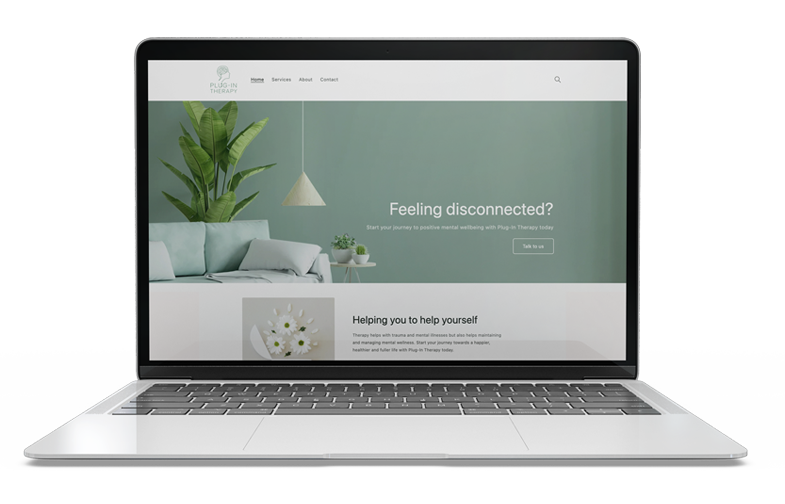 PLUG-IN
THERAPY
Home Services About Contact
Feeling disconnected?
Start your journey to positive mental wellbeing with Plug-In Therapy today
Talk to us
Helping you to help yourself
Therapy helps with trauma and mental illnesses but also helps maintaining
and managing mental wellness. Start your journey towards a happier,
healthier and fuller life with Plug-In Therapy today.